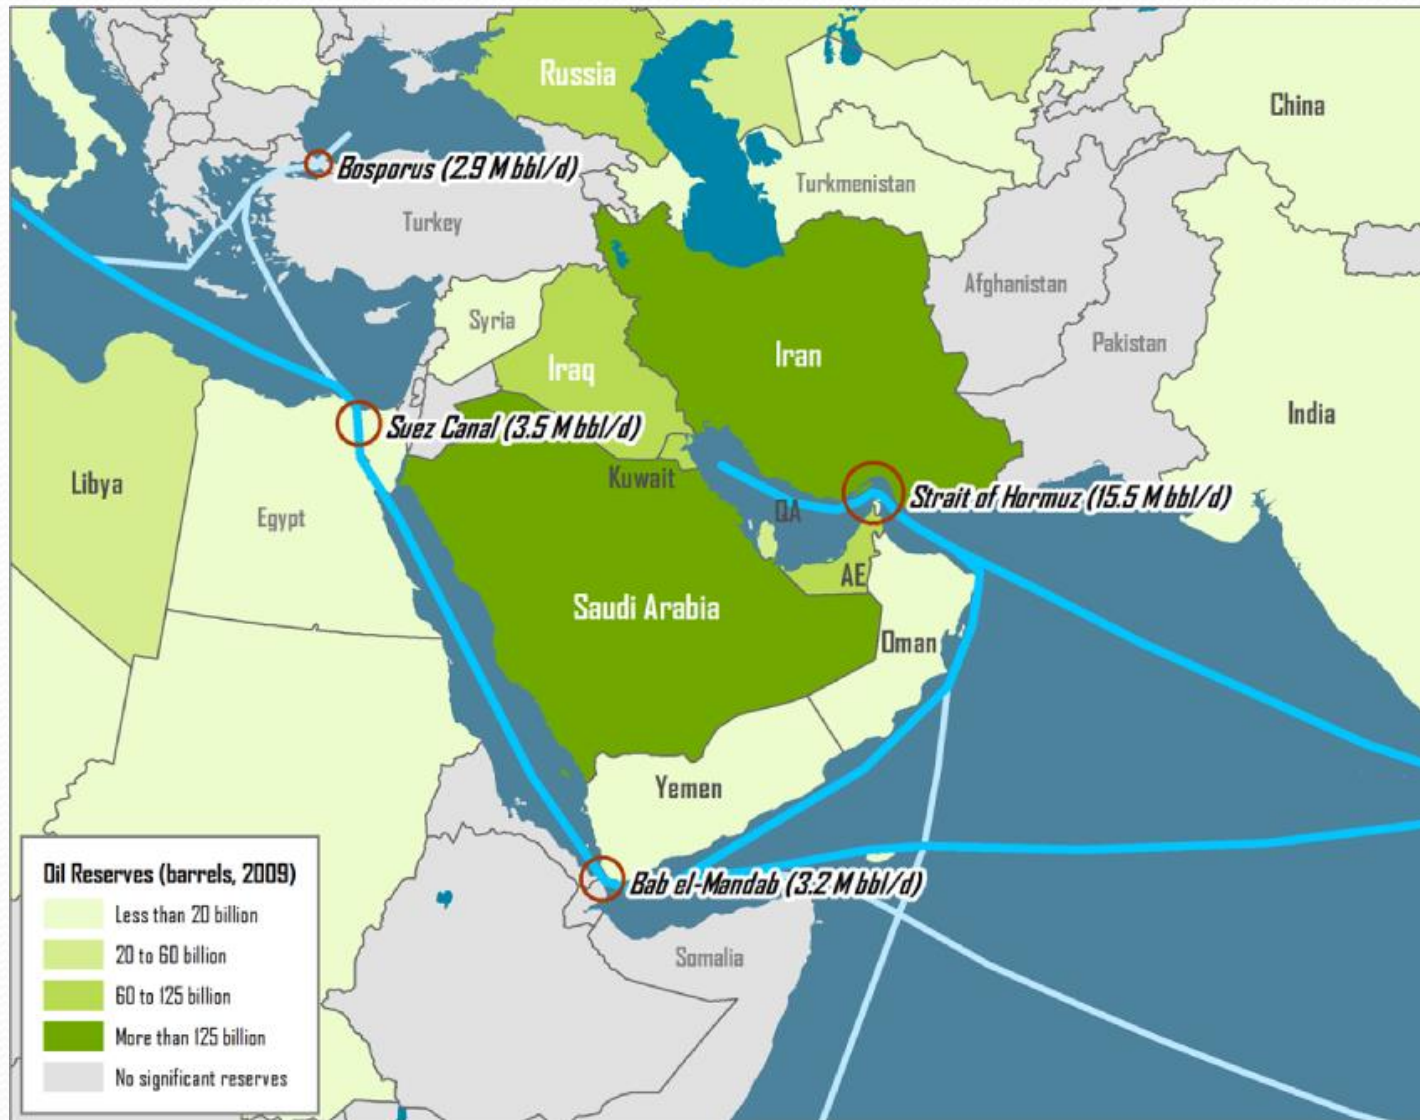 Russia
China
Bosporus (2.9 M bbl/d)
Turkmenistan
Turkey
Afghanistan
Syria
Pakistan
Iran
Iraq
India
Suez Canal (3.5 M bbl/d)
Kuwait
Libya
Strait of Hormuz (15.5 M bbl/d)
QA
Egypt
AE
Saudi Arabia
Oman
Yemen
Bab el-Mandab (3.2 M bbl/d)
Somalia
Oil Reserves (barrels, 2009)
Less than 20 billion
20 to 60 billion
60 to 125 billion
More than 125 billion
No significant reserves